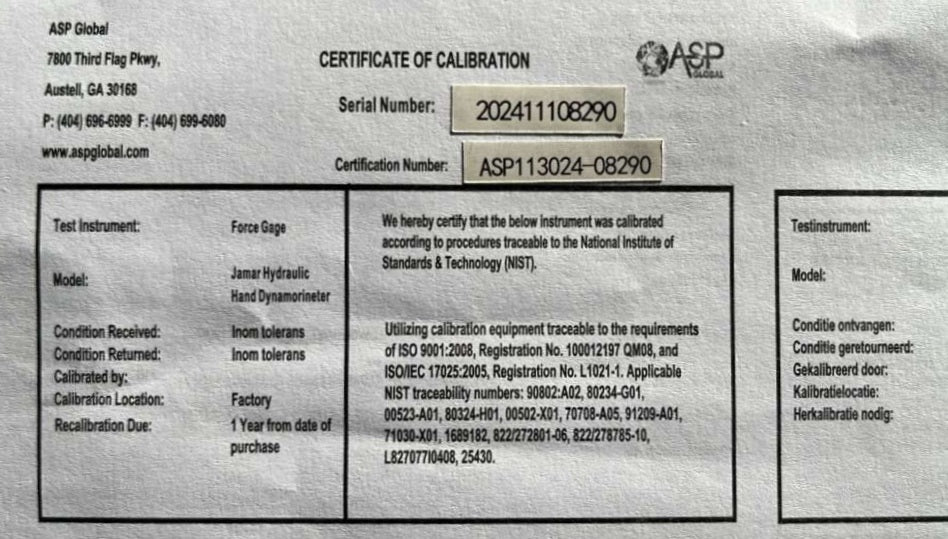 ASP Global
7800 Third Flag Pkwy,
Austell, GA 30168
P: (404) 696-6999 F: (404) 699-6080
www.aspglobal.com
CERTIFICATE OF CALIBRATION
ASP
GLOBAL
Serial Number: 202411108290
Certification Number: ASP113024-08290
Test Instrument: Force Gage
Model: Jamar Hydraulic
Hand Dynamorineter
Condition Received: Inom tolerans
Condition Returned: Inom tolerans
Calibrated by:
Calibration Location: Factory
Recalibration Due: 1 Year from date of
purchase
We hereby certify that the below instrument was calibrated
according to procedures traceable to the National Institute of
Standards & Technology (NIST).
Utilizing calibration equipment traceable to the requirements
of ISO 9001:2008, Registration No. 100012197 QM08, and
ISO/IEC 17025:2005, Registration No. L1021-1. Applicable
NIST traceability numbers: 90802:A02, 80234-G01,
00523-A01, 80324-H01, 00502-X01, 70708-A05, 91209-A01,
71030-X01, 1689182, 822/272801-06, 822/278785-10,
L827077I0408, 25430.
Testinstrument:
Model:
Conditie ontvangen:
Conditie geretourneerd:
Gekalibreerd door:
Kalibratielocatie:
Herkalibratie nodig: